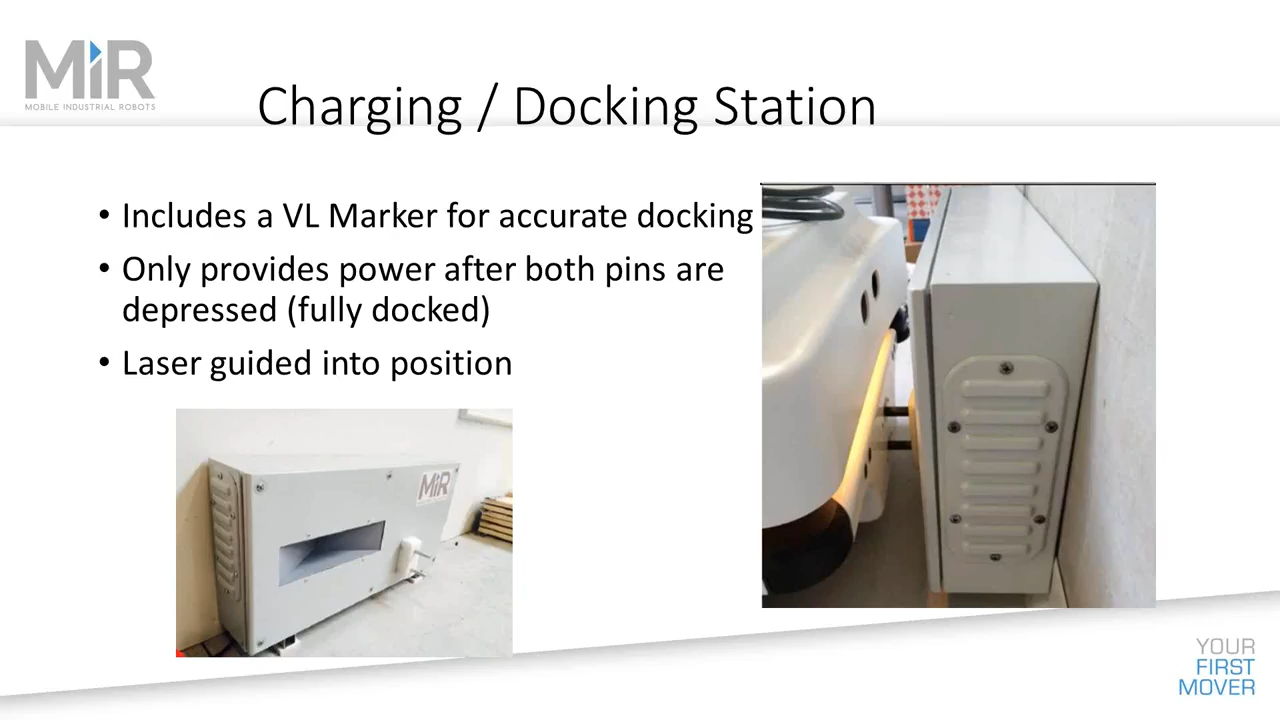 MiR
MOBILE INDUSTRIAL ROBOTS
Charging / Docking Station
• Includes a VL Marker for accurate docking
• Only provides power after both pins are
depressed (fully docked)
• Laser guided into position
MiR
YOUR
FIRST
MOVER